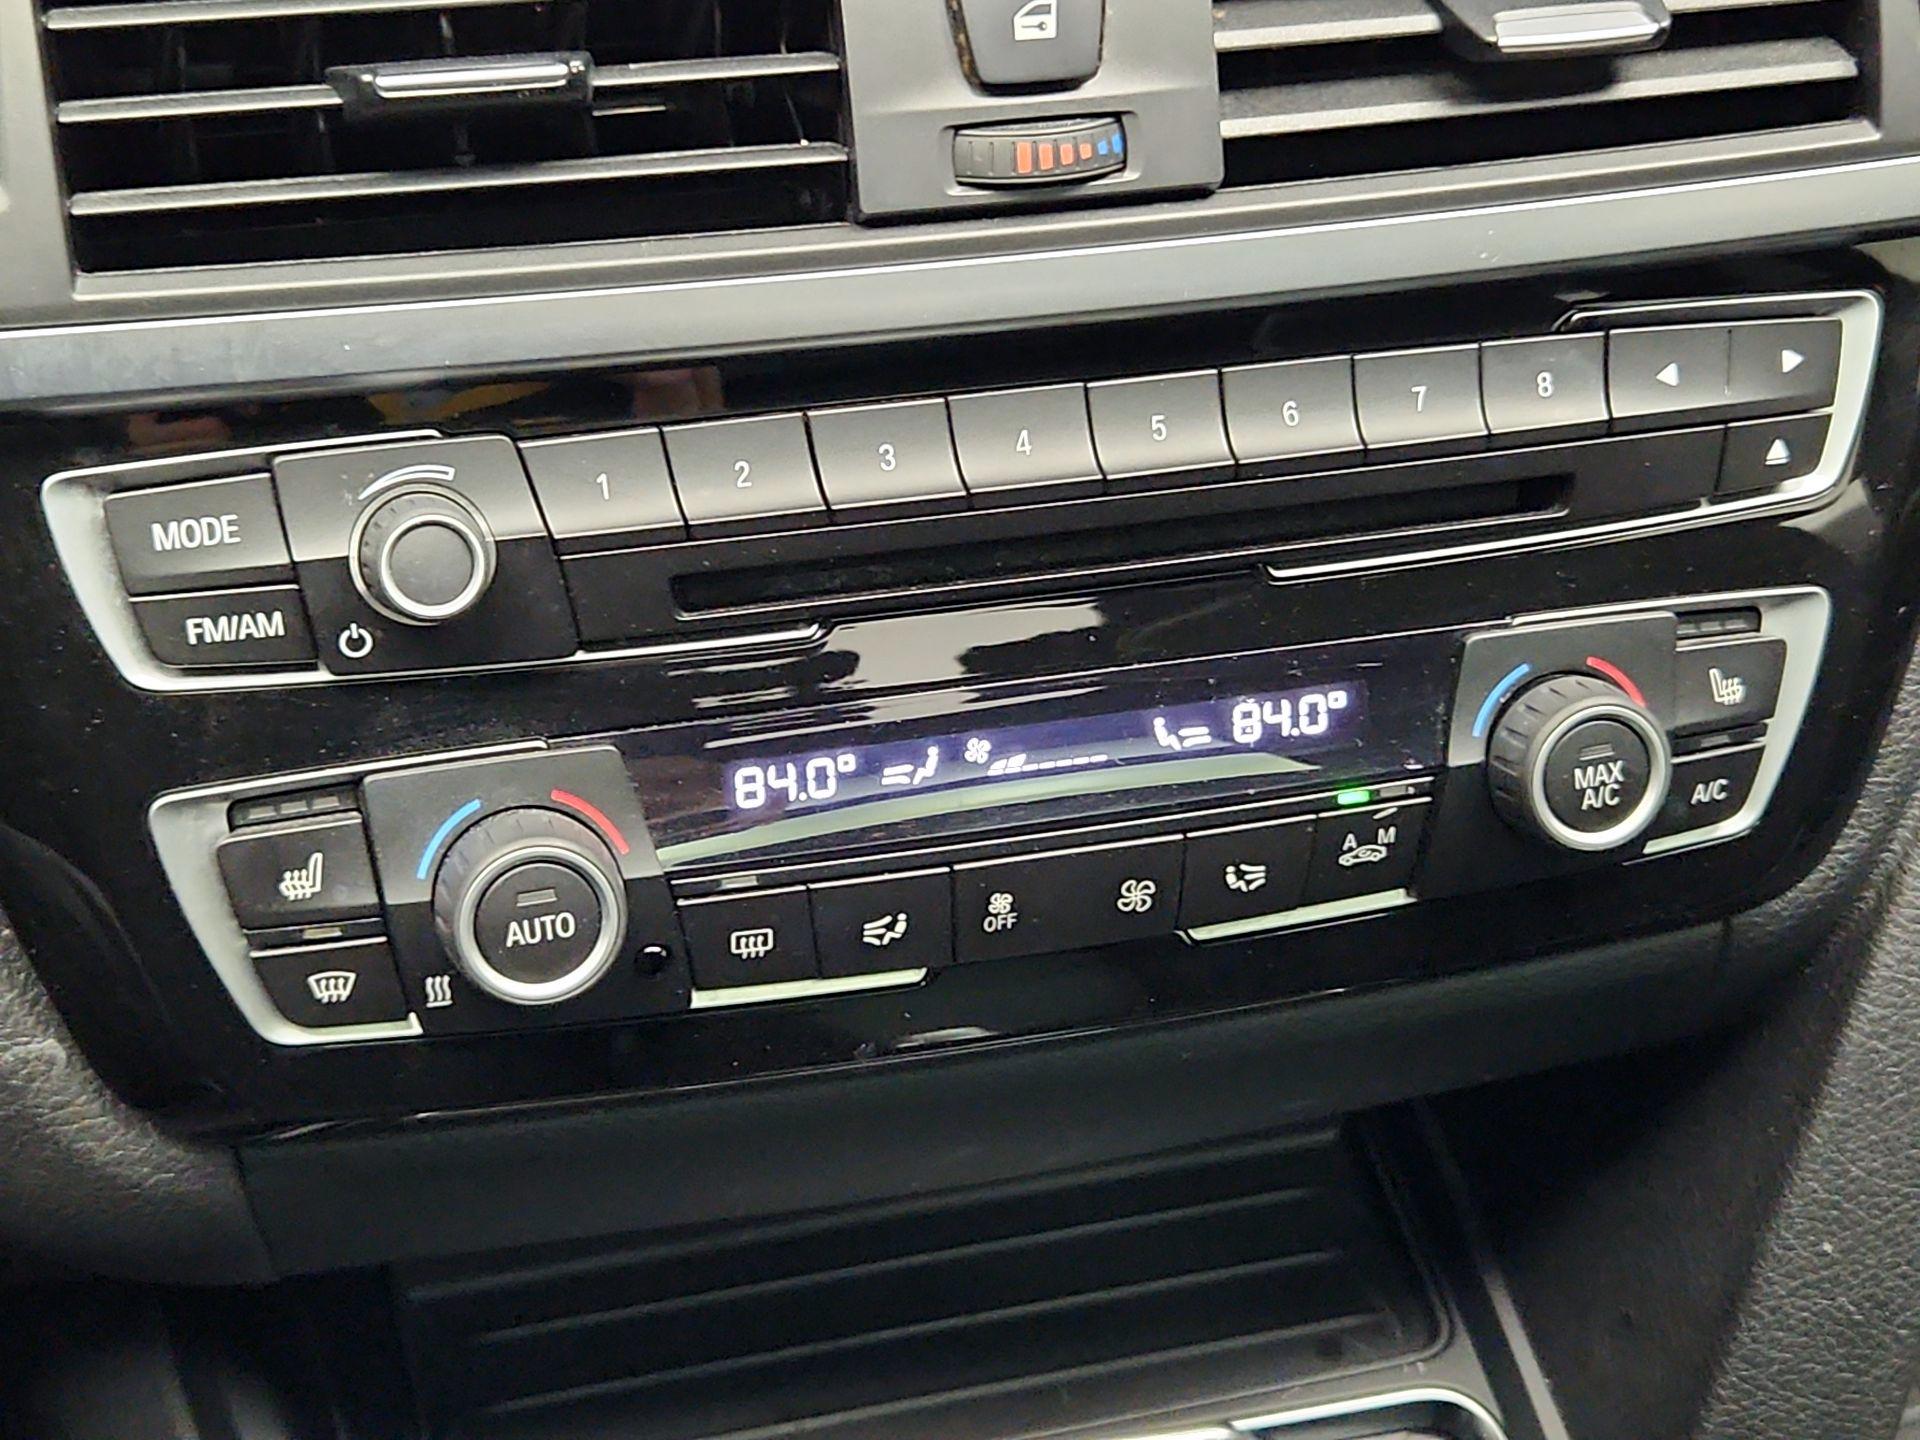 1 2 3 4 5 6 7 8
MODE
FM/AM
84.0° 84.0°
MAX
A/C
A/C
A M
AUTO
OFF